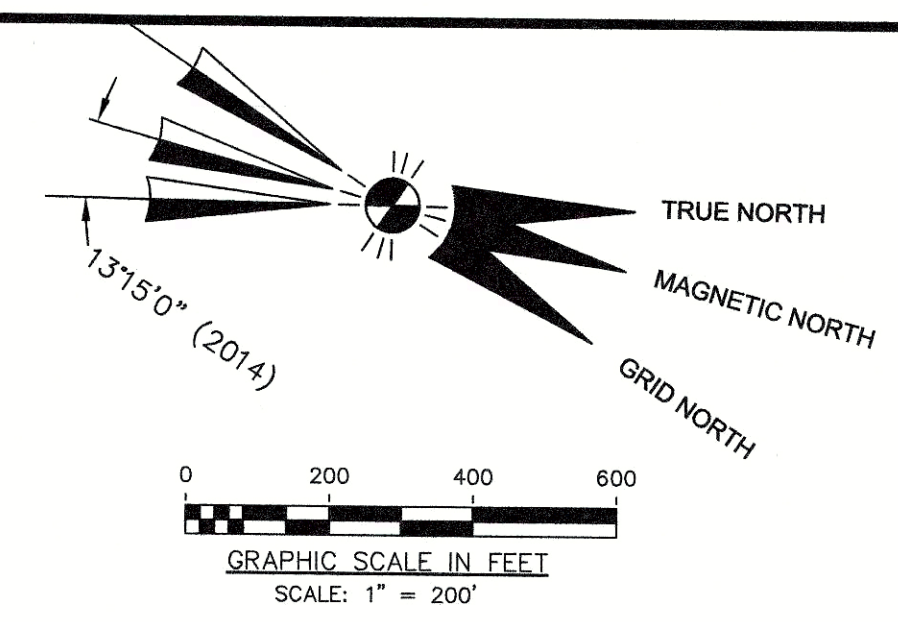 TRUE NORTH
MAGNETIC NORTH
GRID NORTH
13°15'0" (2014)
0 200 400 600
GRAPHIC SCALE IN FEET
SCALE: 1" = 200'